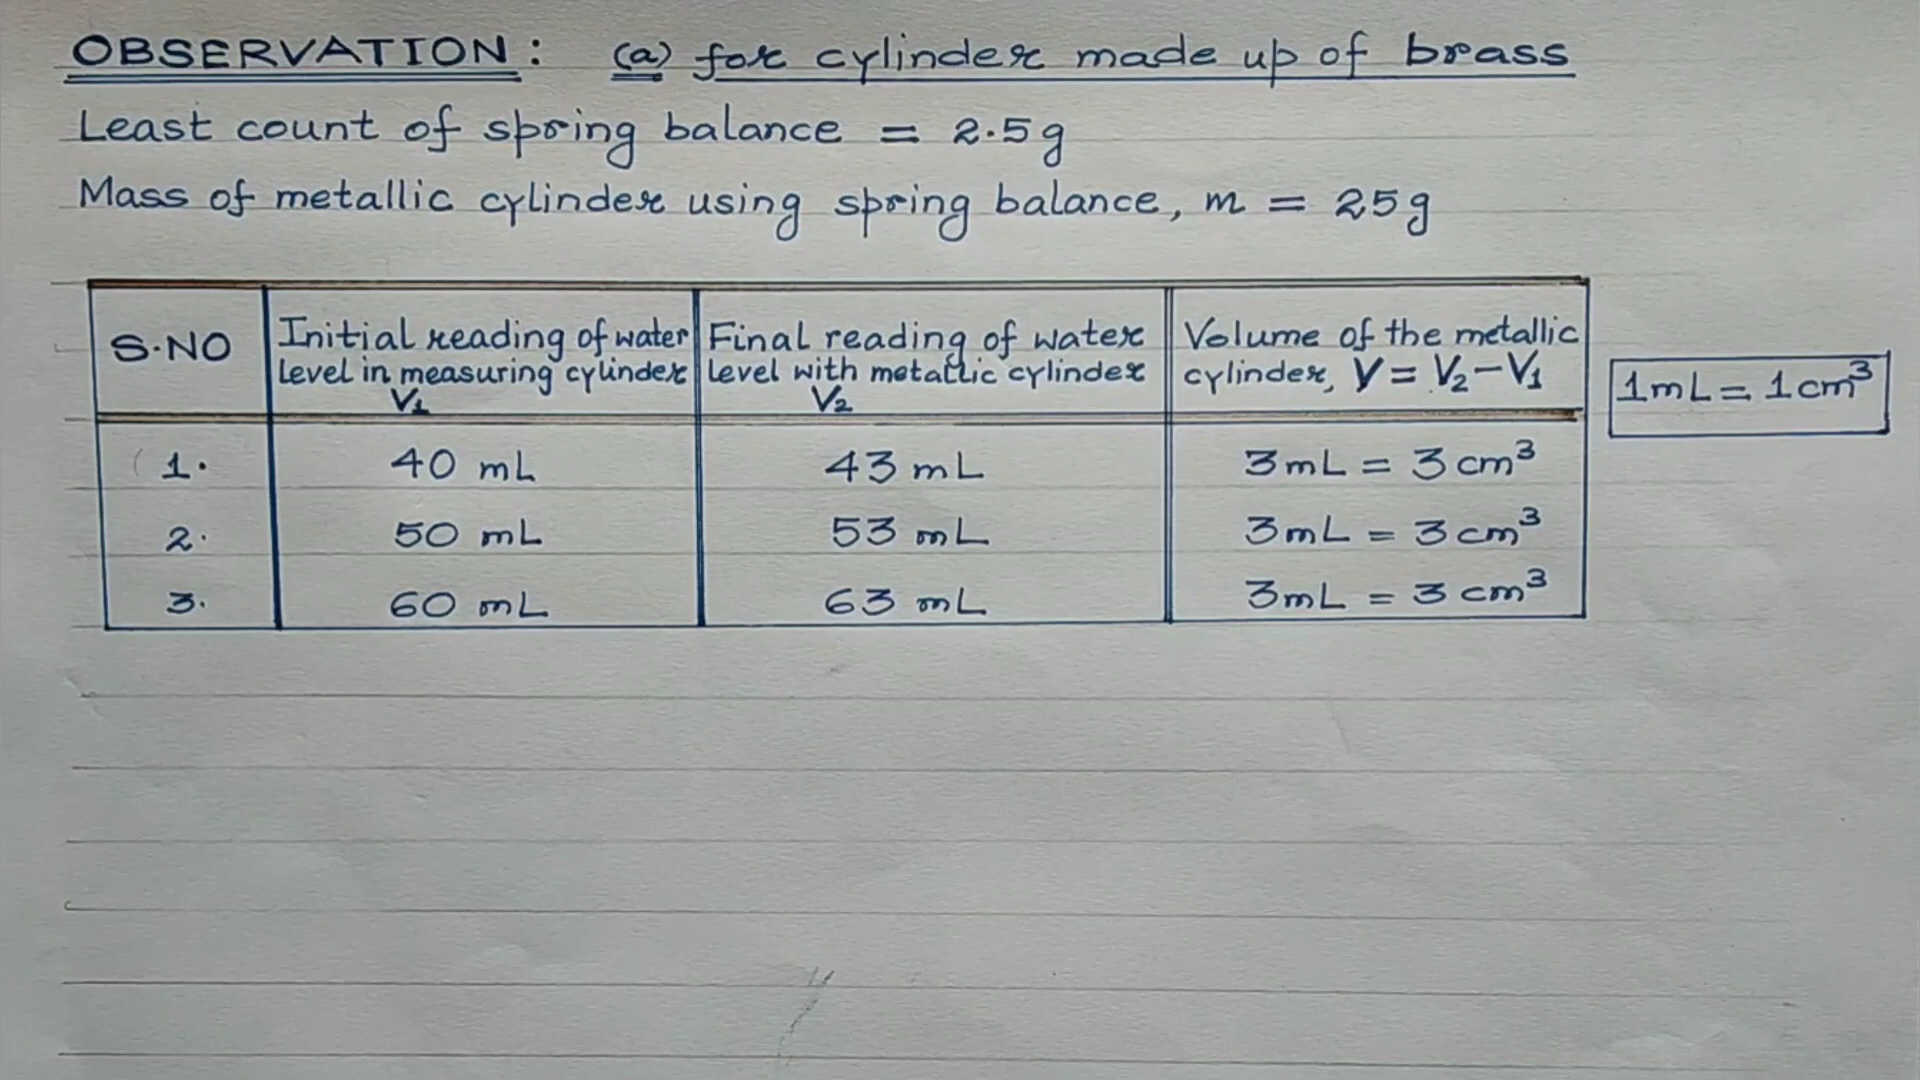 OBSERVATION: (a) for cylinder made up of brass
Least count of spring balance = 2.5g
Mass of metallic cylinder using spring balance, m = 25g
S.NO
Initial reading of water
level in measuring cylinder
V₁
Final reading of water
level with metallic cylinder
V₂
Volume of the metallic
cylinder, V = V₂-V₁
1mL = 1cm³
1. 40 mL 43 mL 3mL = 3 cm³
2. 50 mL 53 mL 3mL = 3 cm³
3. 60 mL 63 mL 3mL = 3 cm³